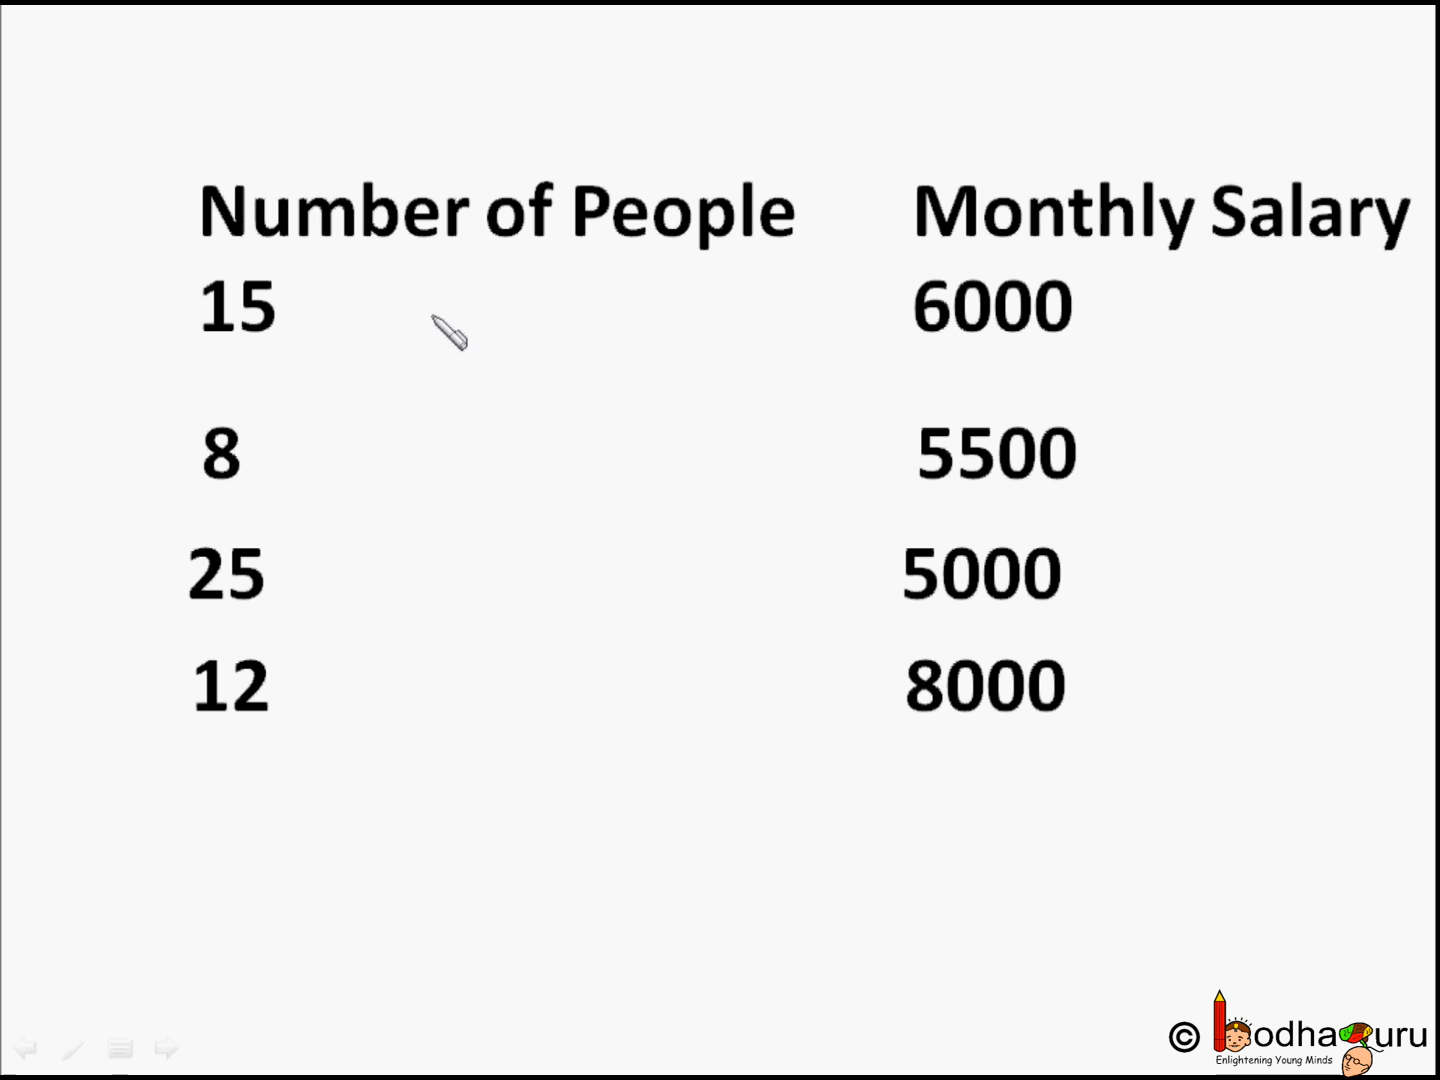 Number of People Monthly Salary
15 6000
8 5500
25 5000
12 8000
© bodhaguru
Enlightening Young Minds